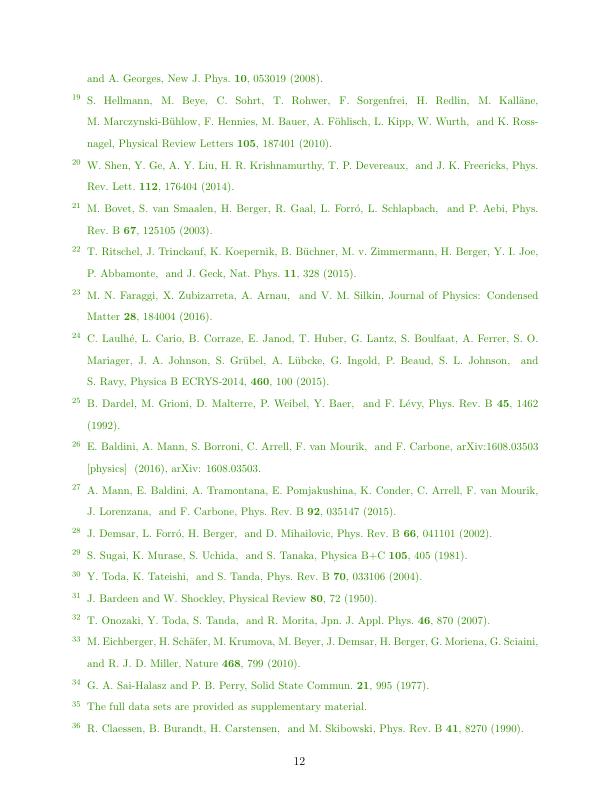 and A. Georges, New J. Phys. 10, 053019 (2008).
19 S. Hellmann, M. Beye, C. Sohrt, T. Rohwer, F. Sorgenfrei, H. Redlin, M. Kalläne,
M. Marczynski-Bühlow, F. Hennies, M. Bauer, A. Föhlisch, L. Kipp, W. Wurth, and K. Ross-
nagel, Physical Review Letters 105, 187401 (2010).
20 W. Shen, Y. Ge, A. Y. Liu, H. R. Krishnamurthy, T. P. Devereaux, and J. K. Freericks, Phys.
Rev. Lett. 112, 176404 (2014).
21 M. Bovet, S. van Smaalen, H. Berger, R. Gaal, L. Forró, L. Schlapbach, and P. Aebi, Phys.
Rev. B 67, 125105 (2003).
22 T. Ritschel, J. Trinckauf, K. Koepernik, B. Büchner, M. v. Zimmermann, H. Berger, Y. I. Joe,
P. Abbamonte, and J. Geck, Nat. Phys. 11, 328 (2015).
23 M. N. Faraggi, X. Zubizarreta, A. Arnau, and V. M. Silkin, Journal of Physics: Condensed
Matter 28, 184004 (2016).
24 C. Laulhé, L. Cario, B. Corraze, E. Janod, T. Huber, G. Lantz, S. Boulfaat, A. Ferrer, S. O.
Mariager, J. A. Johnson, S. Grübel, A. Lübcke, G. Ingold, P. Beaud, S. L. Johnson, and
S. Ravy, Physica B ECRYS-2014, 460, 100 (2015).
25 B. Dardel, M. Grioni, D. Malterre, P. Weibel, Y. Baer, and F. Lévy, Phys. Rev. B 45, 1462
(1992).
26 E. Baldini, A. Mann, S. Borroni, C. Arrell, F. van Mourik, and F. Carbone, arXiv:1608.03503
[physics] (2016), arXiv: 1608.03503.
27 A. Mann, E. Baldini, A. Tramontana, E. Pomjakushina, K. Conder, C. Arrell, F. van Mourik,
J. Lorenzana, and F. Carbone, Phys. Rev. B 92, 035147 (2015).
28 J. Demsar, L. Forró, H. Berger, and D. Mihailovic, Phys. Rev. B 66, 041101 (2002).
29 S. Sugai, K. Murase, S. Uchida, and S. Tanaka, Physica B+C 105, 405 (1981).
30 Y. Toda, K. Tateishi, and S. Tanda, Phys. Rev. B 70, 033106 (2004).
31 J. Bardeen and W. Shockley, Physical Review 80, 72 (1950).
32 T. Onozaki, Y. Toda, S. Tanda, and R. Morita, Jpn. J. Appl. Phys. 46, 870 (2007).
33 M. Eichberger, H. Schäfer, M. Krumova, M. Beyer, J. Demsar, H. Berger, G. Moriena, G. Sciaini,
and R. J. D. Miller, Nature 468, 799 (2010).
34 G. A. Sai-Halasz and P. B. Perry, Solid State Commun. 21, 995 (1977).
35 The full data sets are provided as supplementary material.
36 R. Claessen, B. Burandt, H. Carstensen, and M. Skibowski, Phys. Rev. B 41, 8270 (1990).
12